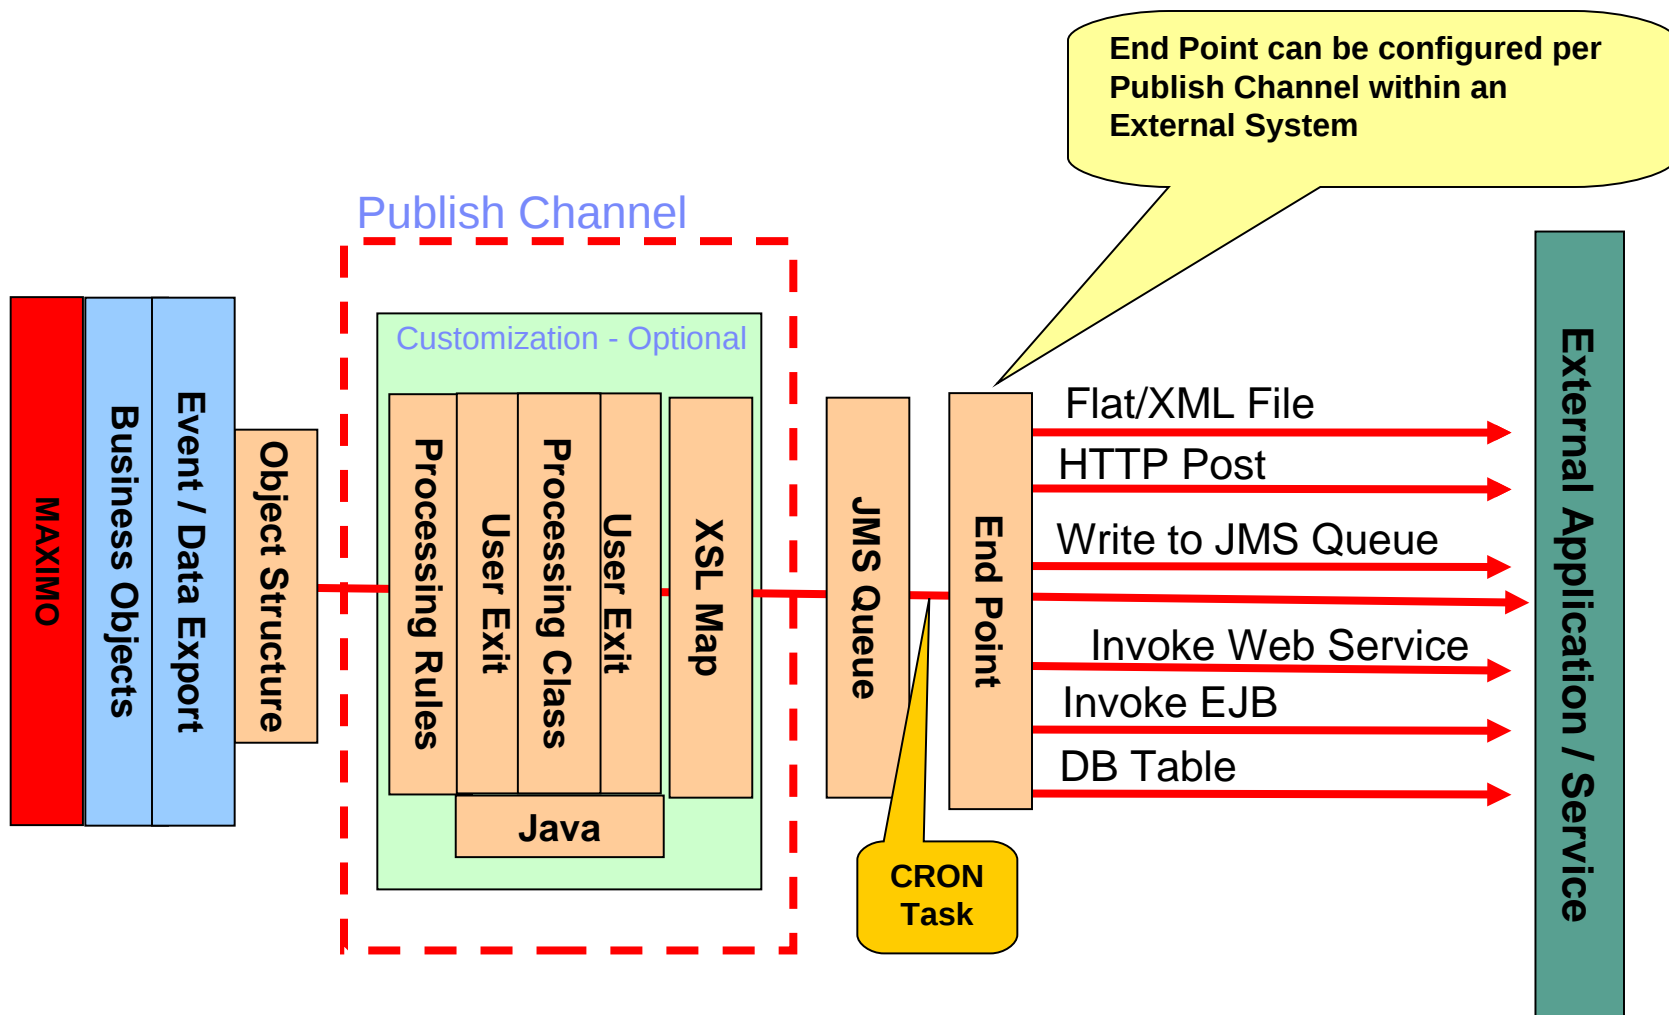 End Point can be configured per
Publish Channel within an
External System
Publish Channel
Customization - Optional
MAXIMO
Business Objects
Event / Data Export
Object Structure
Processing Rules
User Exit
Processing Class
User Exit
XSL Map
Java
JMS Queue
CRON
Task
End Point
Flat/XML File
HTTP Post
Write to JMS Queue
Invoke Web Service
Invoke EJB
DB Table
External Application / Service